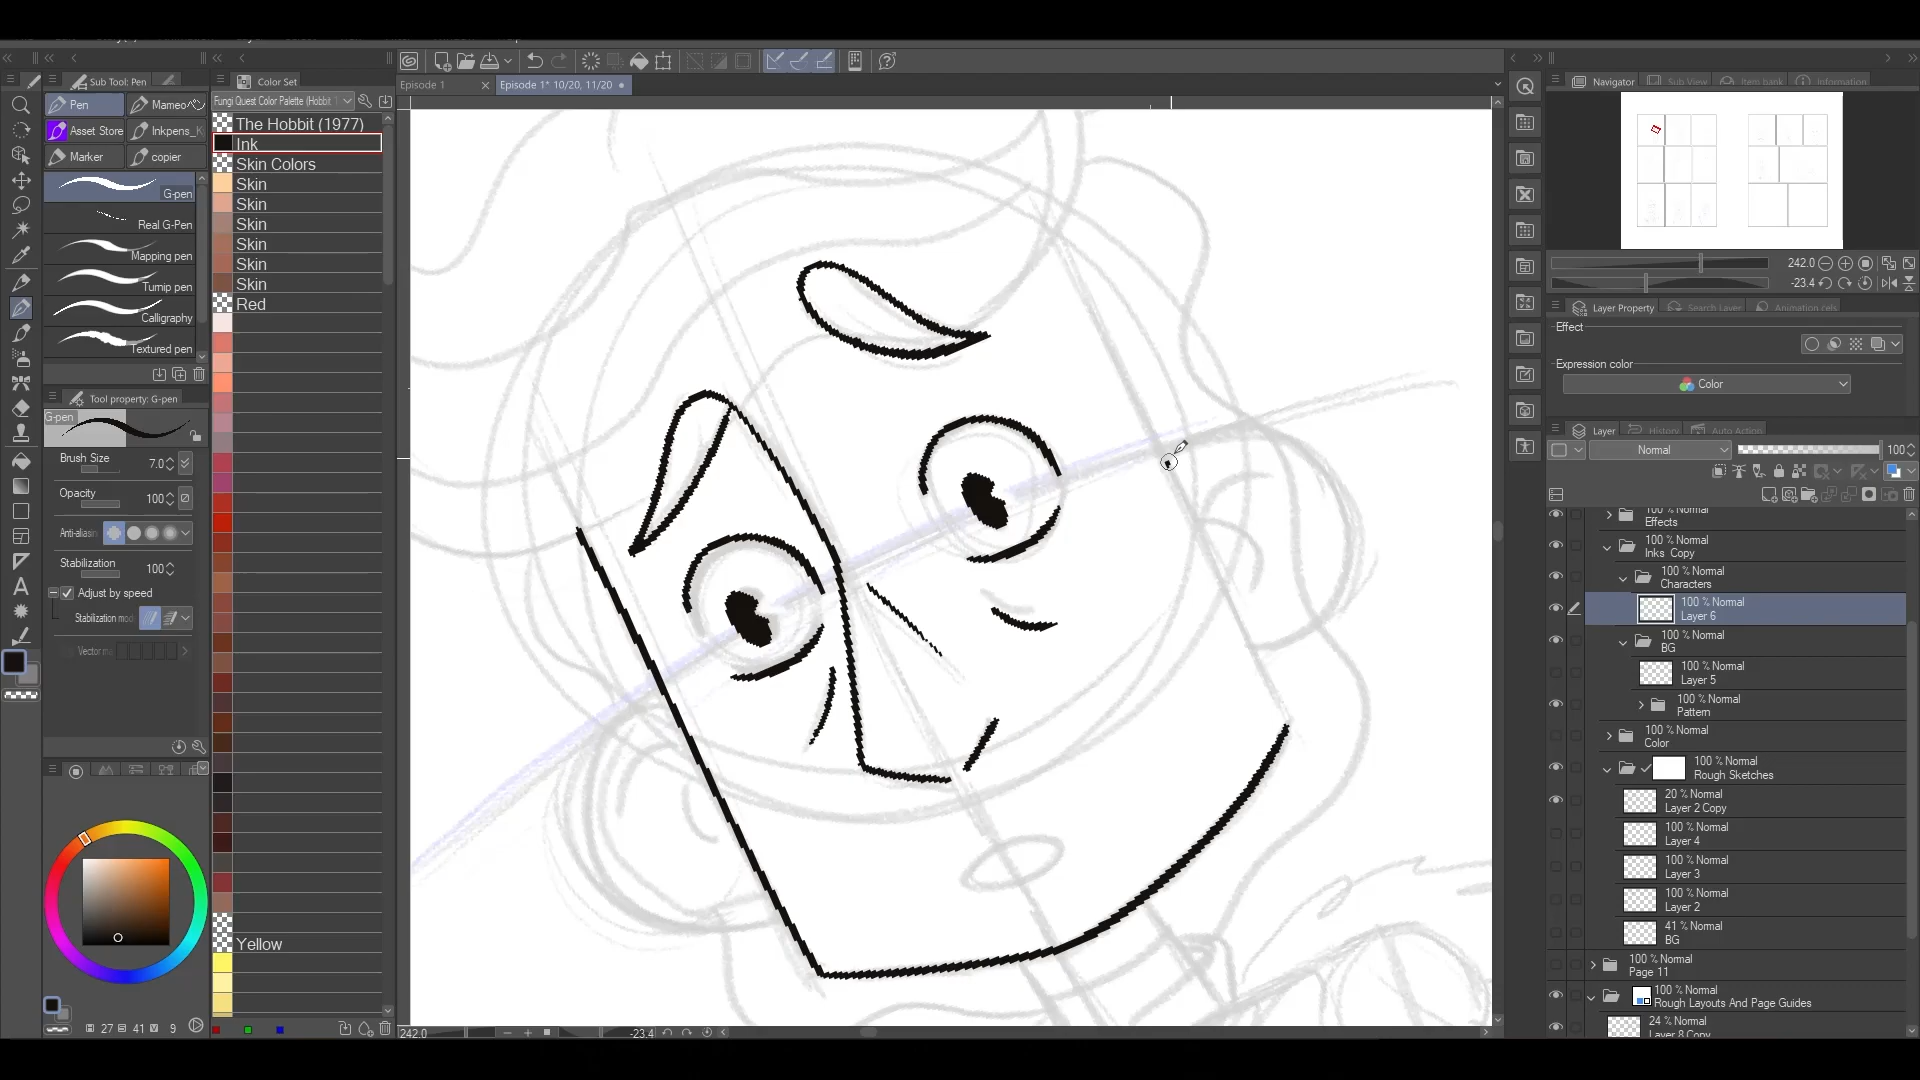 Sub Tool: Pen
Color Set
Pen
Mameo
Asset Store
Inkpens_K
Marker
copier
G-pen
Real G-Pen
Mapping pen
Turnip pen
Calligraphy
Textured pen
Tool property: G-pen
G-pen
Brush Size
7.0
Opacity
100
Anti-aliasin
Stabilization
100
Adjust by speed
Stabilization mod
Vector m
27 41 9
Fungi Quest Color Palette (Hobbit, 1
The Hobbit (1977)
Ink
Skin Colors
Skin
Skin
Skin
Skin
Skin
Skin
Red
Yellow
Episode 1
Episode 1* 10/20, 11/20
242.0
-23.4
Navigator
Sub View
Item bank
Information
242.0
-23.4
Layer Property
Search Layer
Animation cels
Effect
Expression color
Color
Layer
History
Auto Action
Normal
100
100 % Normal
Effects
100 % Normal
Inks Copy
100 % Normal
Characters
100 % Normal
Layer 6
100 % Normal
BG
100 % Normal
Layer 5
100 % Normal
Pattern
100 % Normal
Color
100 % Normal
Rough Sketches
20 % Normal
Layer 2 Copy
100 % Normal
Layer 4
100 % Normal
Layer 3
100 % Normal
Layer 2
41 % Normal
BG
100 % Normal
Page 11
100 % Normal
Rough Layouts And Page Guides
24 % Normal
Layer 8 Copy